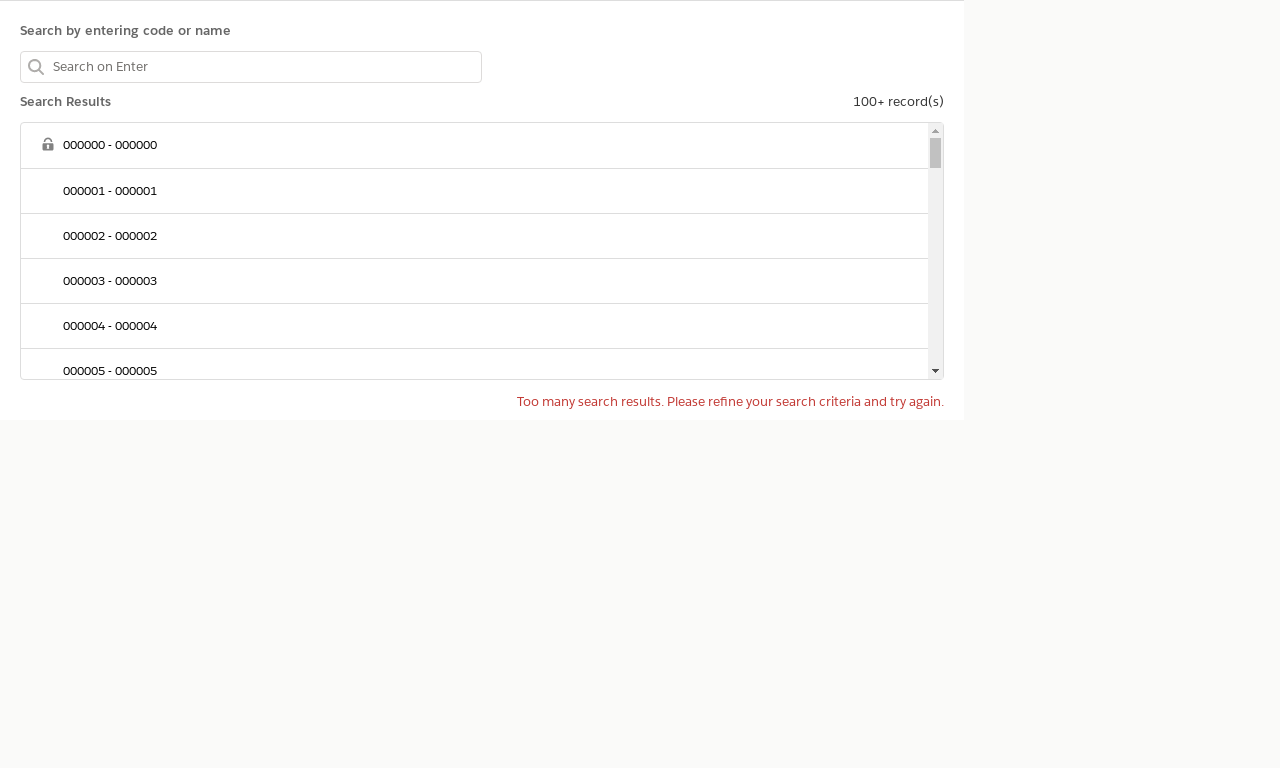 Search by entering code or name
Search on Enter
Search Results
100+ record(s)
000000 - 000000
000001 - 000001
000002 - 000002
000003 - 000003
000004 - 000004
000005 - 000005
Too many search results. Please refine your search criteria and try again.